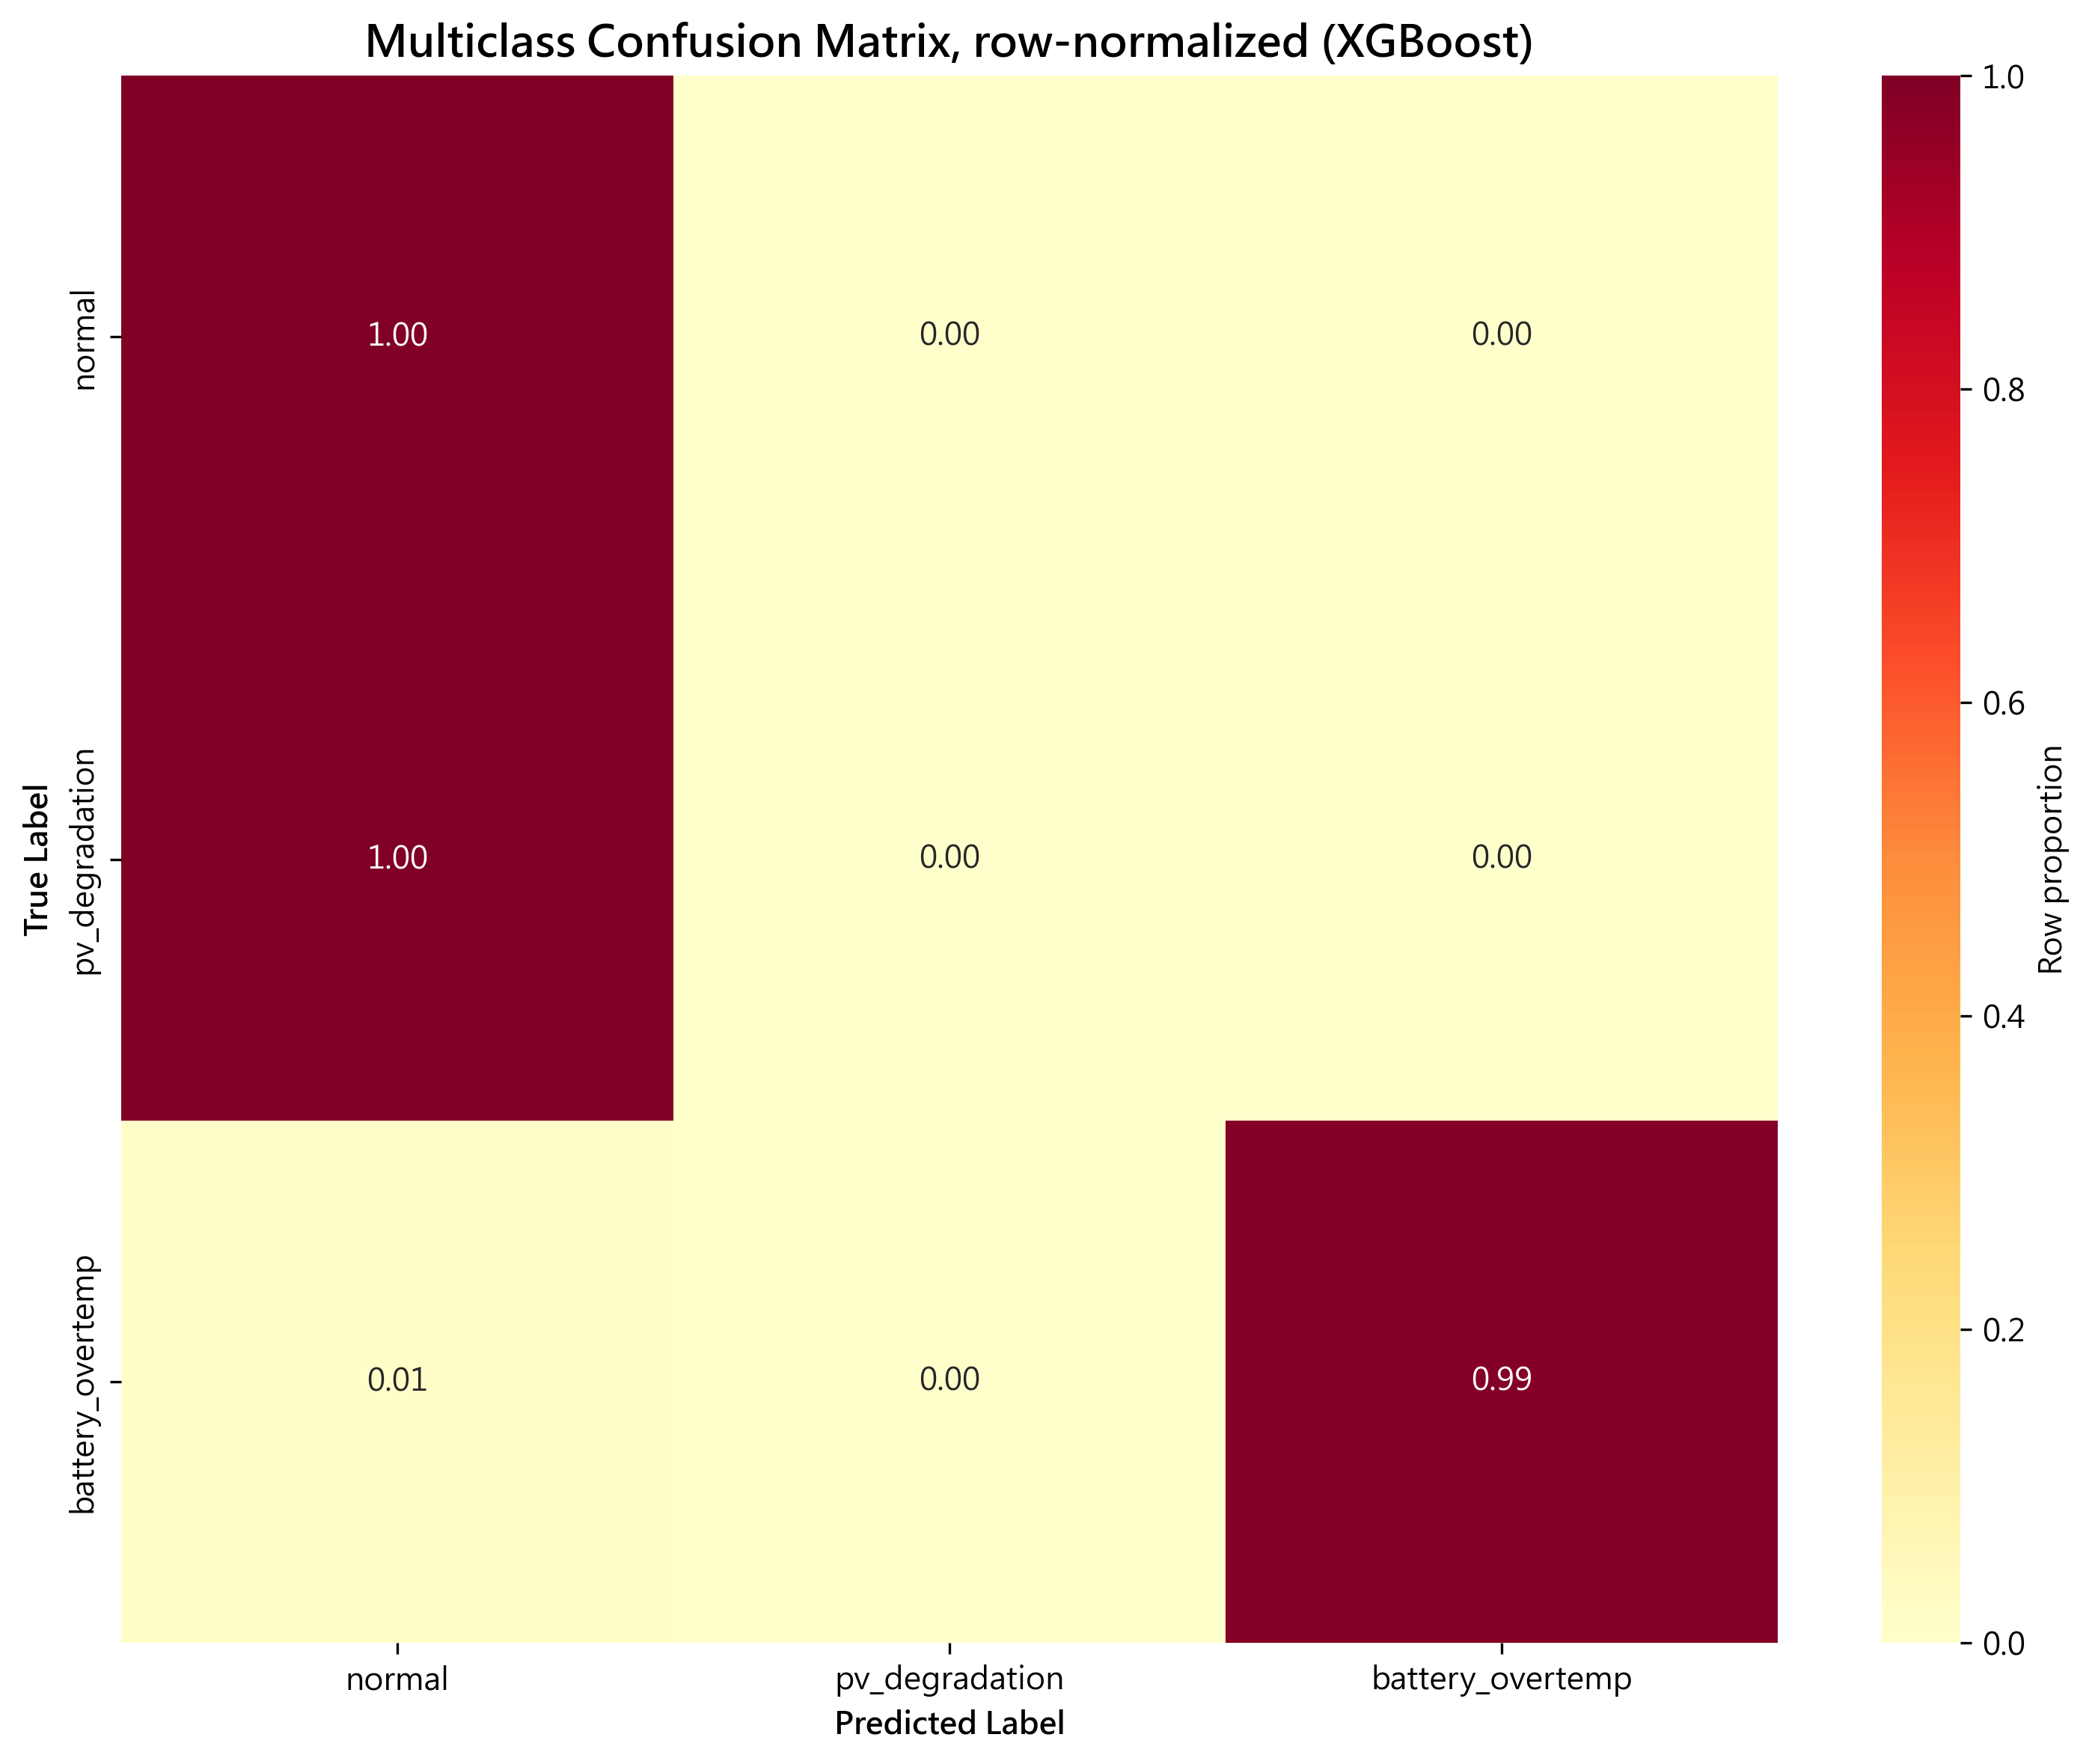 Multiclass Confusion Matrix, row-normalized (XGBoost)
True Label
normal
1.00
0.00
0.00
pv_degradation
1.00
0.00
0.00
battery_overtemp
0.01
0.00
0.99
normal
pv_degradation
battery_overtemp
Predicted Label
1.0
0.8
0.6
0.4
0.2
0.0
Row proportion